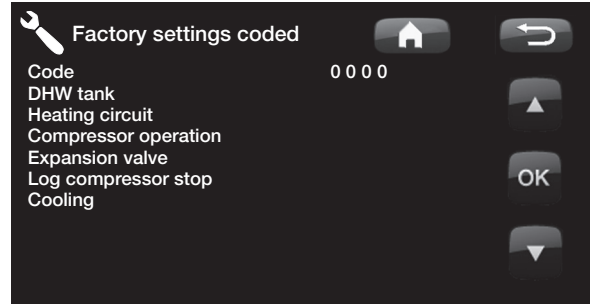 Factory settings coded
Code 0 0 0 0
DHW tank
Heating circuit
Compressor operation
Expansion valve
Log compressor stop
OK
Cooling